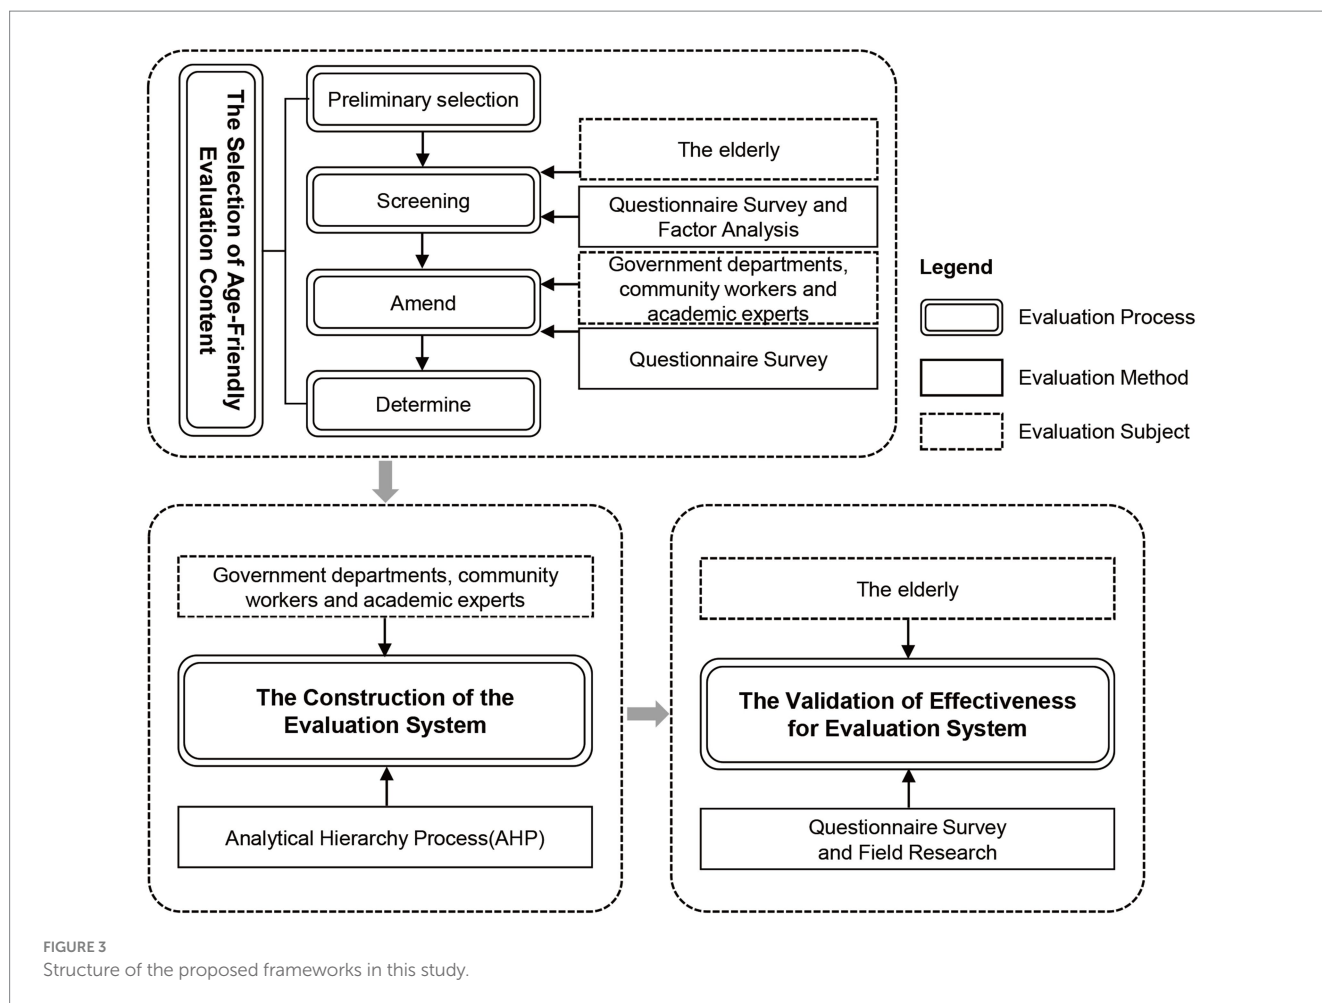 The Selection of Age-Friendly
Evaluation Content
Preliminary selection
Screening
Amend
Determine
The elderly
Questionnaire Survey and
Factor Analysis
Government departments,
community workers and
academic experts
Questionnaire Survey
Legend
Evaluation Process
Evaluation Method
Evaluation Subject
Government departments, community
workers and academic experts
The Construction of the
Evaluation System
Analytical Hierarchy Process(AHP)
The elderly
The Validation of Effectiveness
for Evaluation System
Questionnaire Survey
and Field Research
FIGURE 3
Structure of the proposed frameworks in this study.